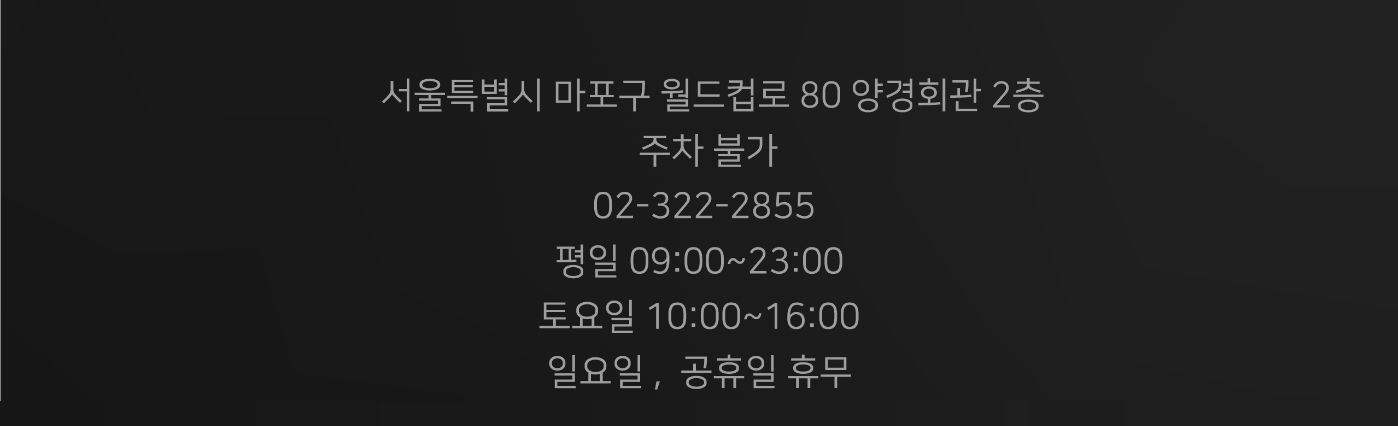 서울특별시 마포구 월드컵로 80 양경회관 2층
주차 불가
02-322-2855
평일 09:00~23:00
토요일 10:00~16:00
일요일 , 공휴일 휴무